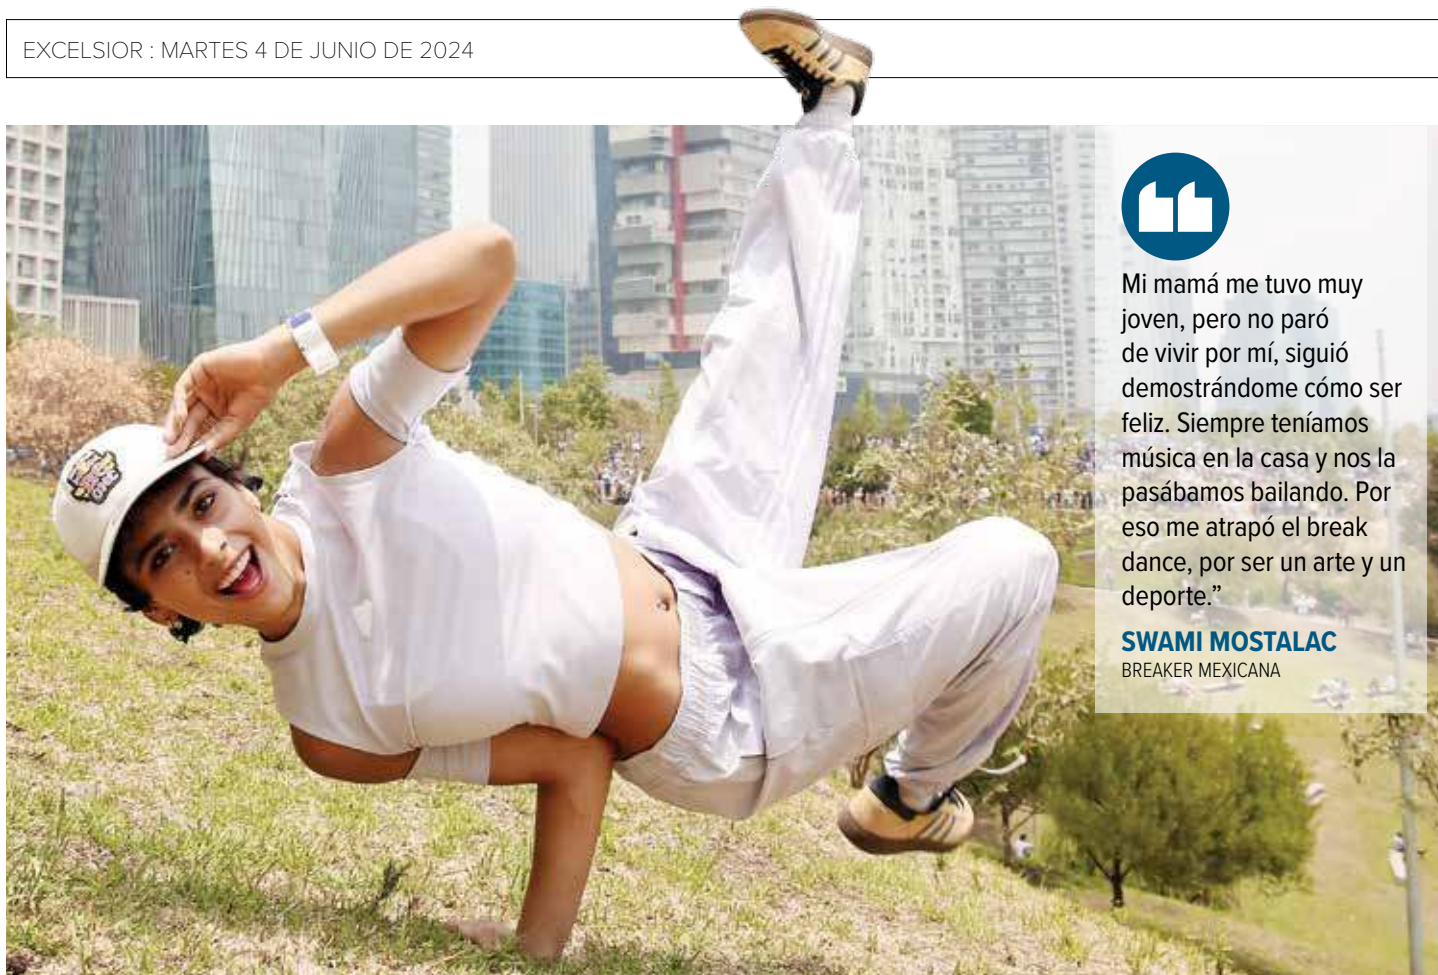 EXCELSIOR : MARTES 4 DE JUNIO DE 2024
Mi mamá me tuvo muy
joven, pero no paró
de vivir por mí, siguió
demostrándome cómo ser
feliz. Siempre teníamos
música en la casa y nos la
pasábamos bailando. Por
eso me atrapó el break
dance, por ser un arte y un
deporte.”
SWAMI MOSTALAC
BREAKER MEXICANA